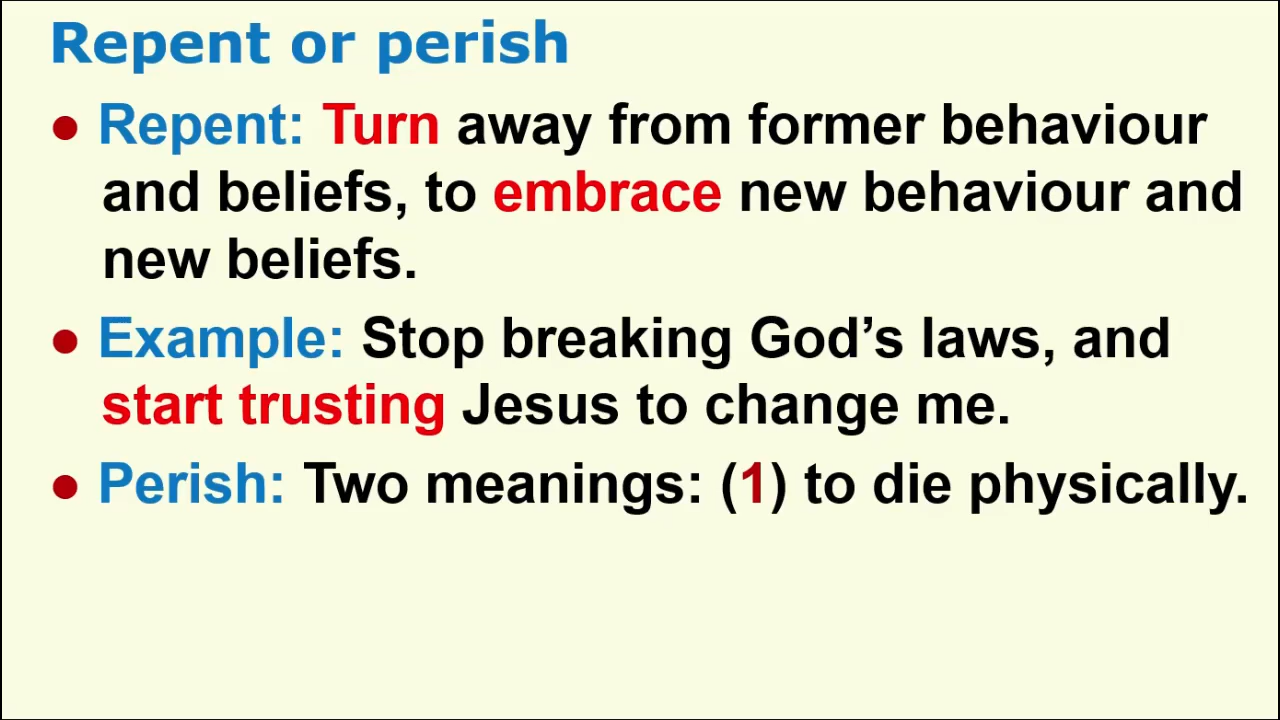 Repent or perish
● Repent: Turn away from former behaviour
and beliefs, to embrace new behaviour and
new beliefs.
● Example: Stop breaking God’s laws, and
start trusting Jesus to change me.
● Perish: Two meanings: (1) to die physically.